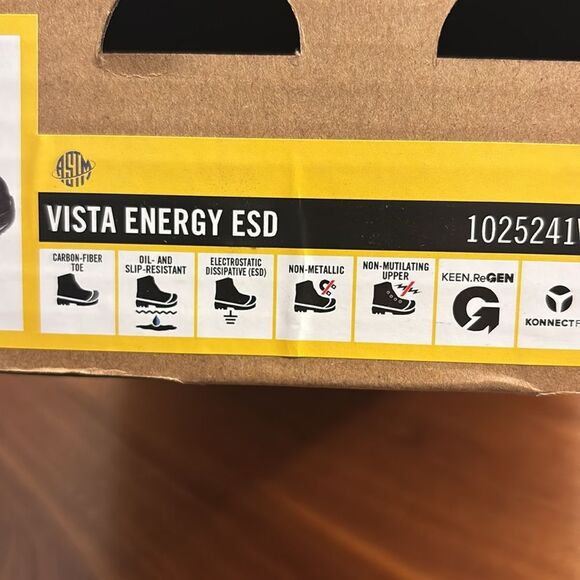 ASTM
VISTA ENERGY ESD 1025241
CARBON-FIBER
TOE
OIL- AND
SLIP-RESISTANT
ELECTROSTATIC
DISSIPATIVE (ESD)
NON-METALLIC
NON-MUTILATING
UPPER
KEEN.ReGEN
KONNECT